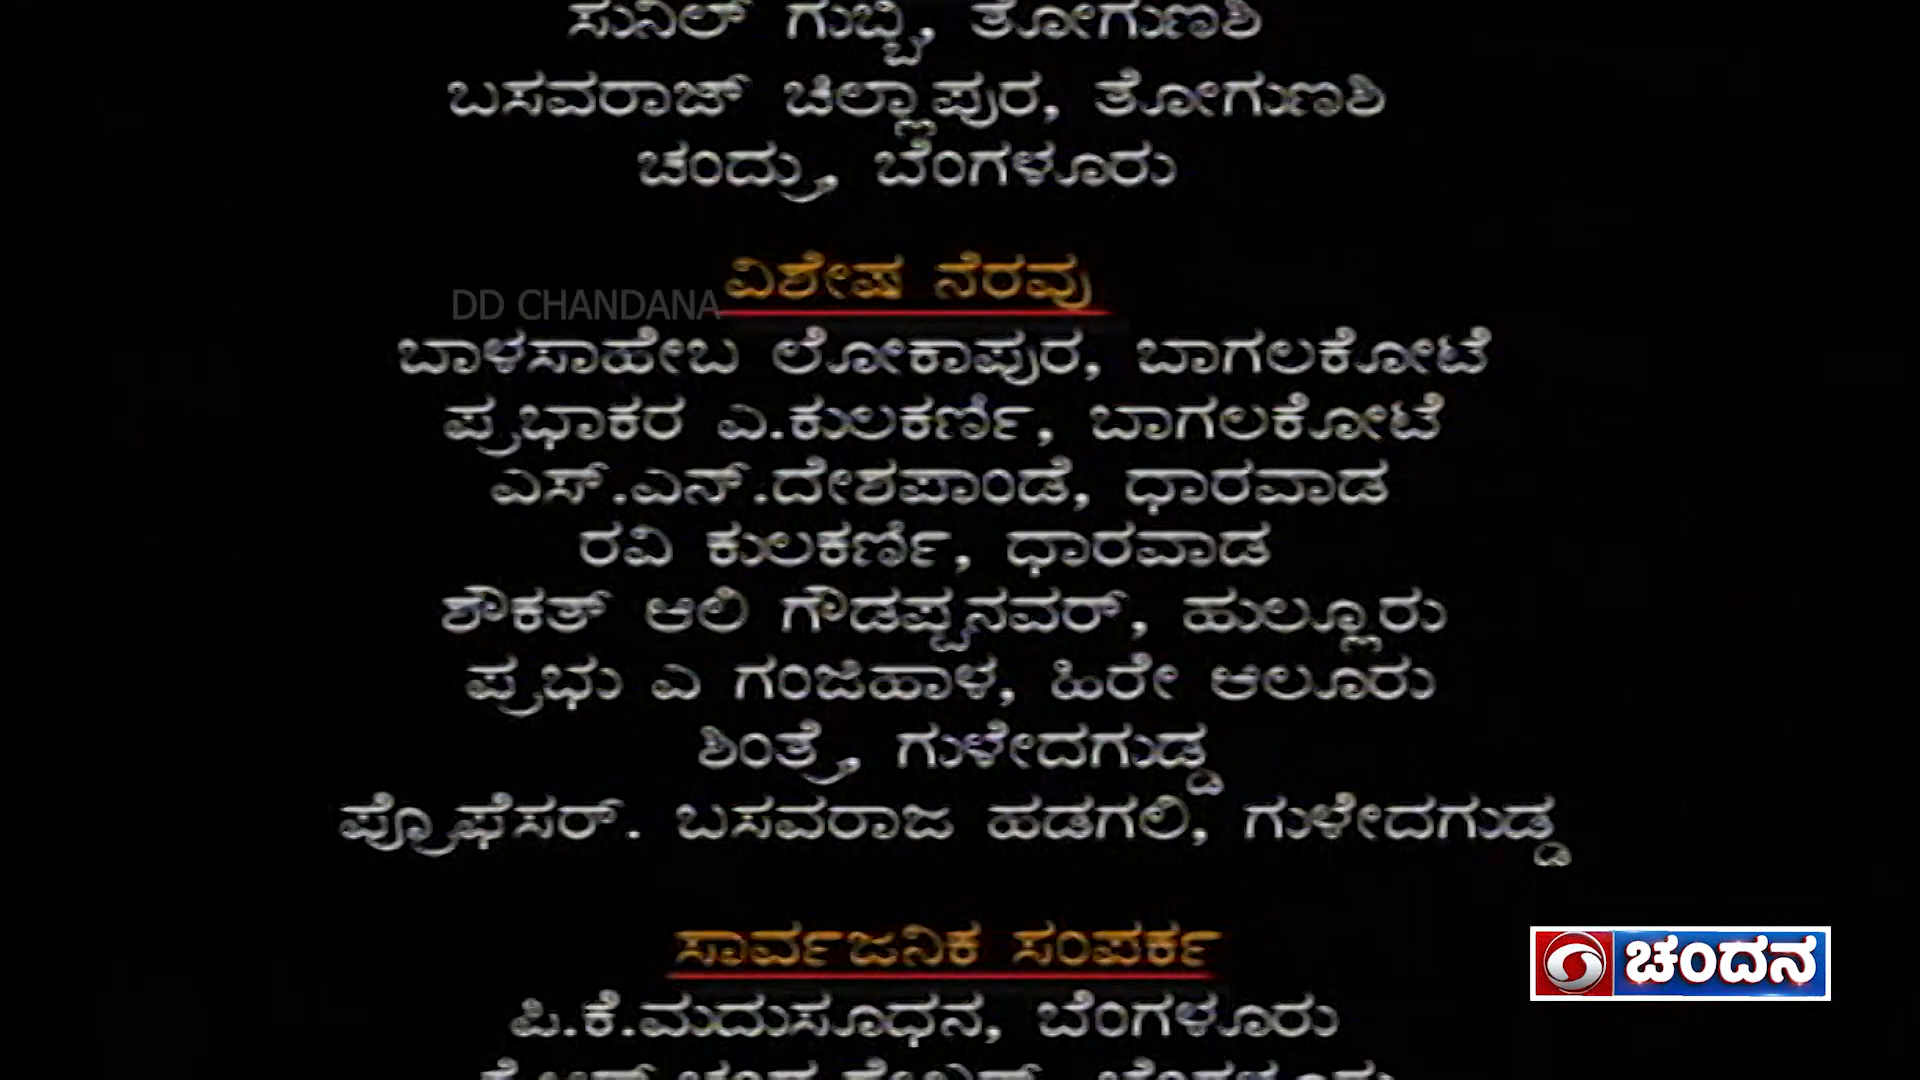 ಸುನಿಲ್ ಗುಬ್ಬಿ, ತೋಗುಣಶಿ
ಬಸವರಾಜ್ ಚಿಲ್ಲಾಪುರ, ತೋಗುಣಶಿ
ಚಂದ್ರು, ಬೆಂಗಳೂರು
ವಿಶೇಷ ನೆರವು
DD CHANDANA
ಬಾಳಸಾಹೇಬ ಲೋಕಾಪುರ, ಬಾಗಲಕೋಟೆ
ಪ್ರಭಾಕರ ಎ.ಕುಲಕರ್ಣಿ, ಬಾಗಲಕೋಟೆ
ಎಸ್.ಎನ್.ದೇಶಪಾಂಡೆ, ಧಾರವಾಡ
ರವಿ ಕುಲಕರ್ಣಿ, ಧಾರವಾಡ
ಶೌಕತ್ ಆಲಿ ಗೌಡಪ್ಪನವರ್, ಹುಲ್ಲೂರು
ಪ್ರಭು ಎ ಗಂಜಿಹಾಳ, ಹಿರೇ ಆಲೂರು
ಶಿಂತ್ರೆ, ಗುಳೇದಗುಡ್ಡ
ಪ್ರೊಫೆಸರ್. ಬಸವರಾಜ ಹಡಗಲಿ, ಗುಳೇದಗುಡ್ಡ
ಸಾರ್ವಜನಿಕ ಸಂಪರ್ಕ
ಚಂದನ
ಪಿ.ಕೆ.ಮದುಸೂಧನ, ಬೆಂಗಳೂರು